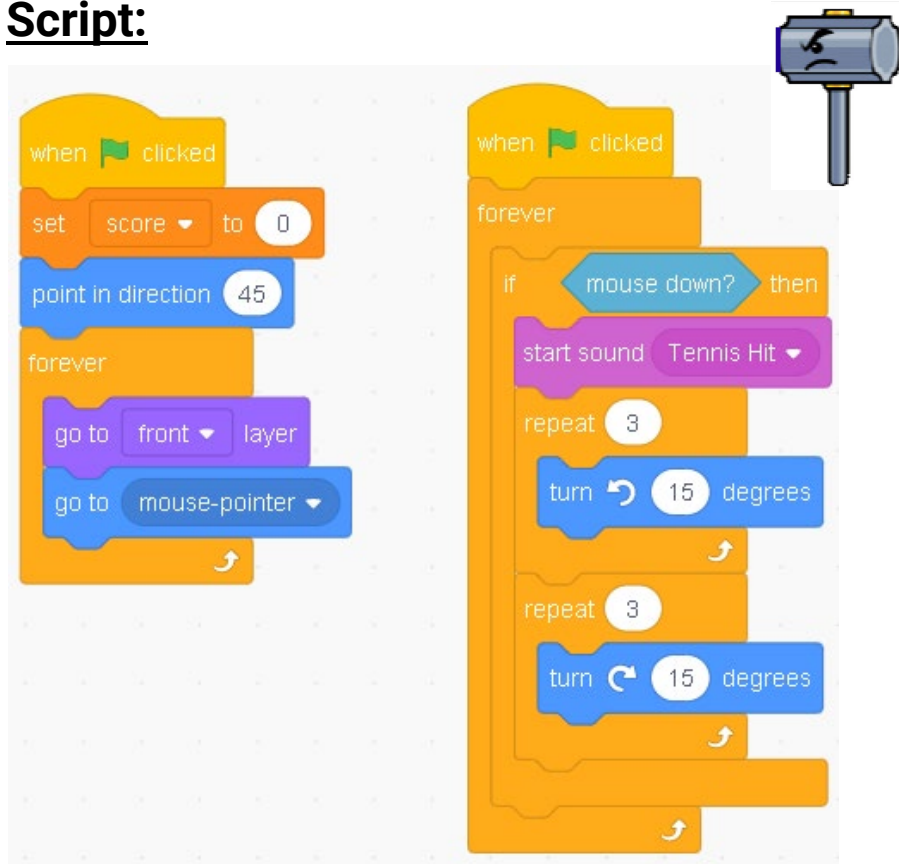 Script:
when clicked
set score to 0
point in direction 45
forever
go to front layer
go to mouse-pointer
when clicked
forever
if mouse down? then
start sound Tennis Hit
repeat 3
turn 15 degrees
repeat 3
turn 15 degrees